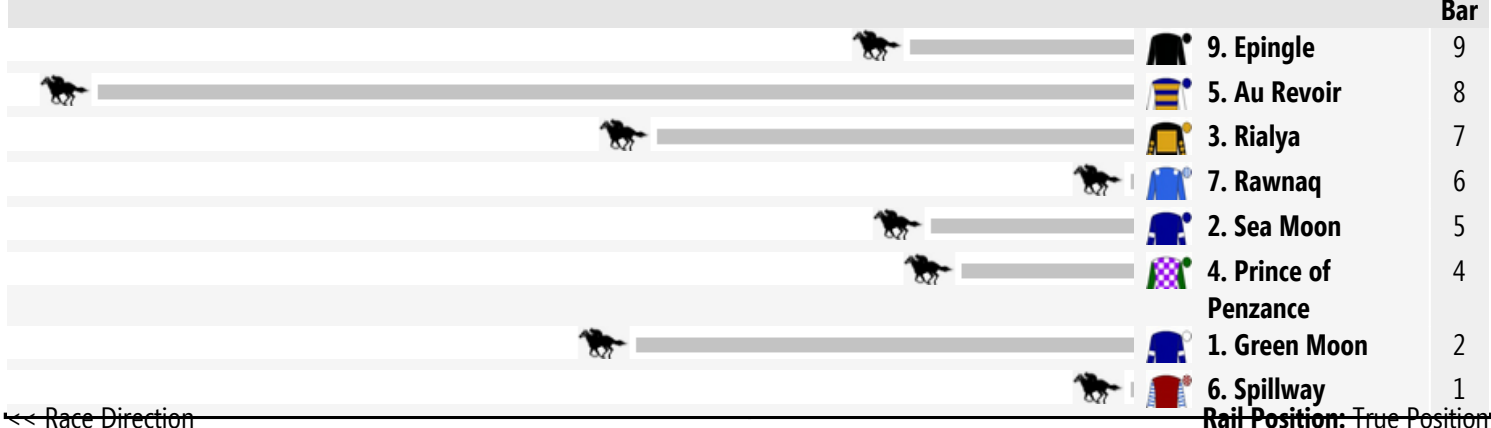 Bar
9. Epingle 9
5. Au Revoir 8
3. Rialya 7
7. Rawnaq 6
2. Sea Moon 5
4. Prince of 4
Penzance
1. Green Moon 2
6. Spillway 1
<< Race Direction Rail Position: True Position